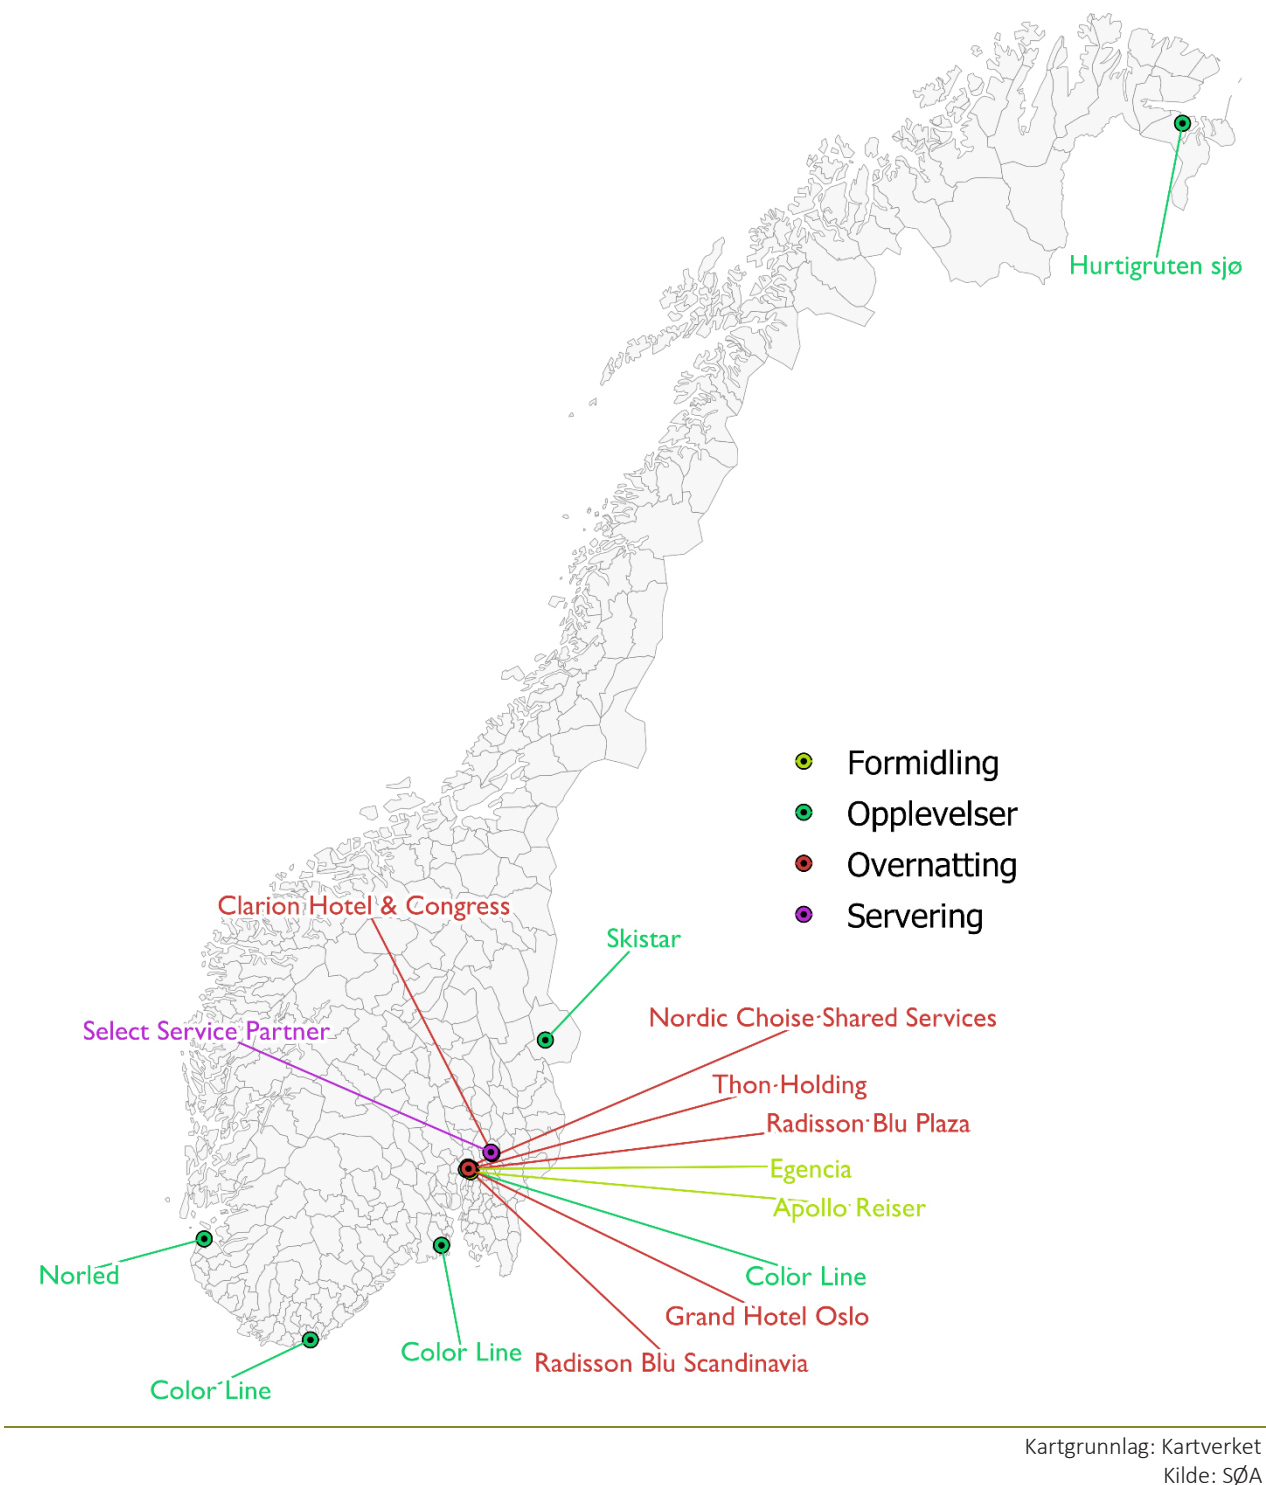 Hurtigruten sjø
Formidling
Opplevelser
Overnatting
Servering
Clarion Hotel & Congress
Skistar
Nordic Choise Shared Services
Select Service Partner
Thon Holding
Radisson Blu Plaza
Egencia
Apollo Reiser
Norled
Color Line
Grand Hotel Oslo
Color Line
Radisson Blu Scandinavia
Color Line
Kartgrunnlag: Kartverket
Kilde: SØA